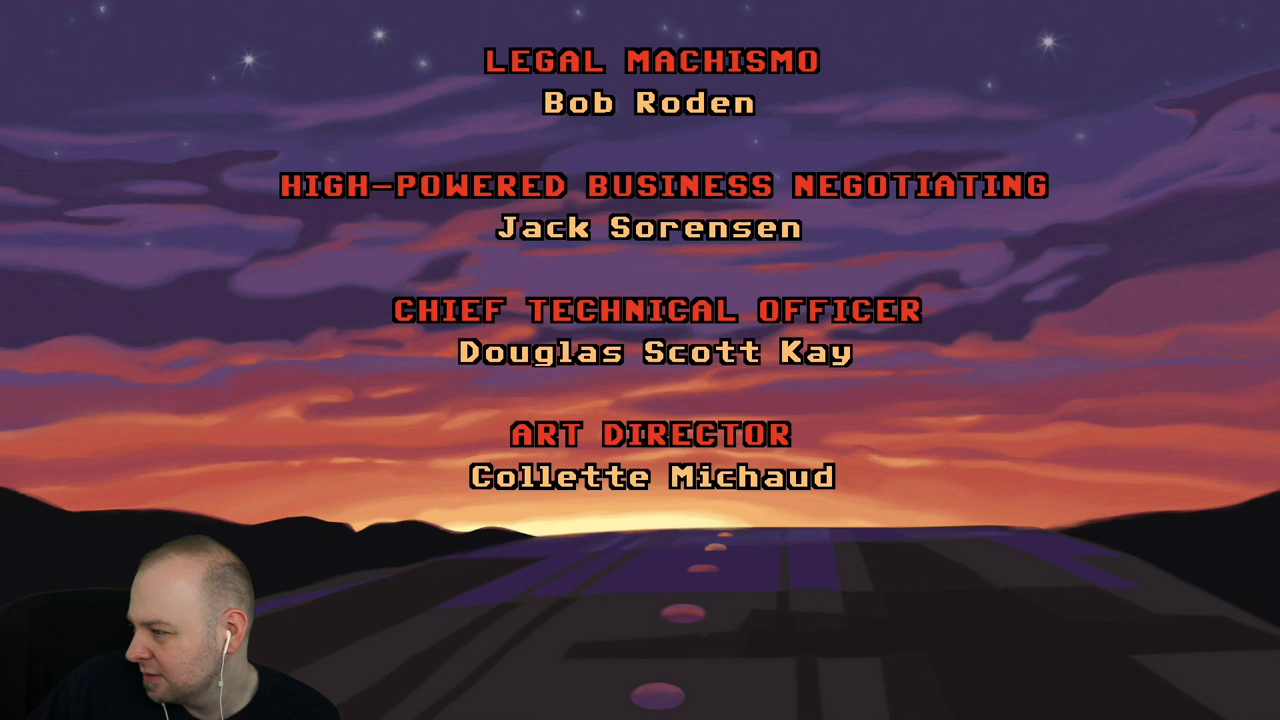 LEGAL MACHISMO
Bob Roden
HIGH-POWERED BUSINESS NEGOTIATING
Jack Sorensen
CHIEF TECHNICAL OFFICER
Douglas Scott Kay
ART DIRECTOR
Collette Michaud